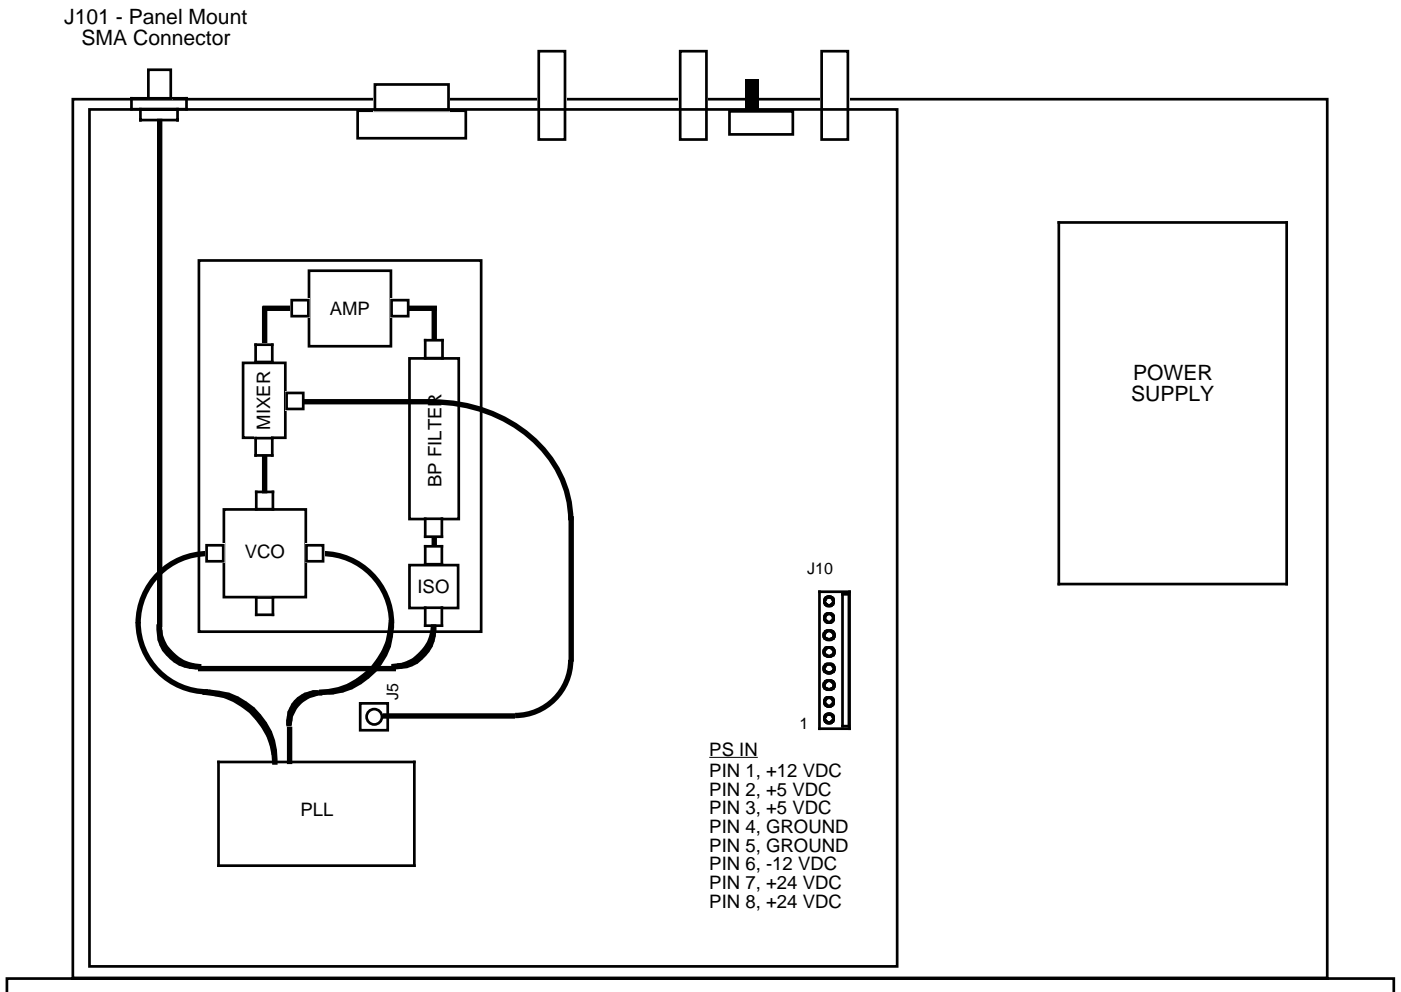 J101 - Panel Mount
SMA Connector
AMP
MIXER
BP FILTER
POWER
SUPPLY
VCO
ISO
J10
J5
1
PS IN
PIN 1, +12 VDC
PIN 2, +5 VDC
PIN 3, +5 VDC
PIN 4, GROUND
PIN 5, GROUND
PIN 6, -12 VDC
PIN 7, +24 VDC
PIN 8, +24 VDC
PLL